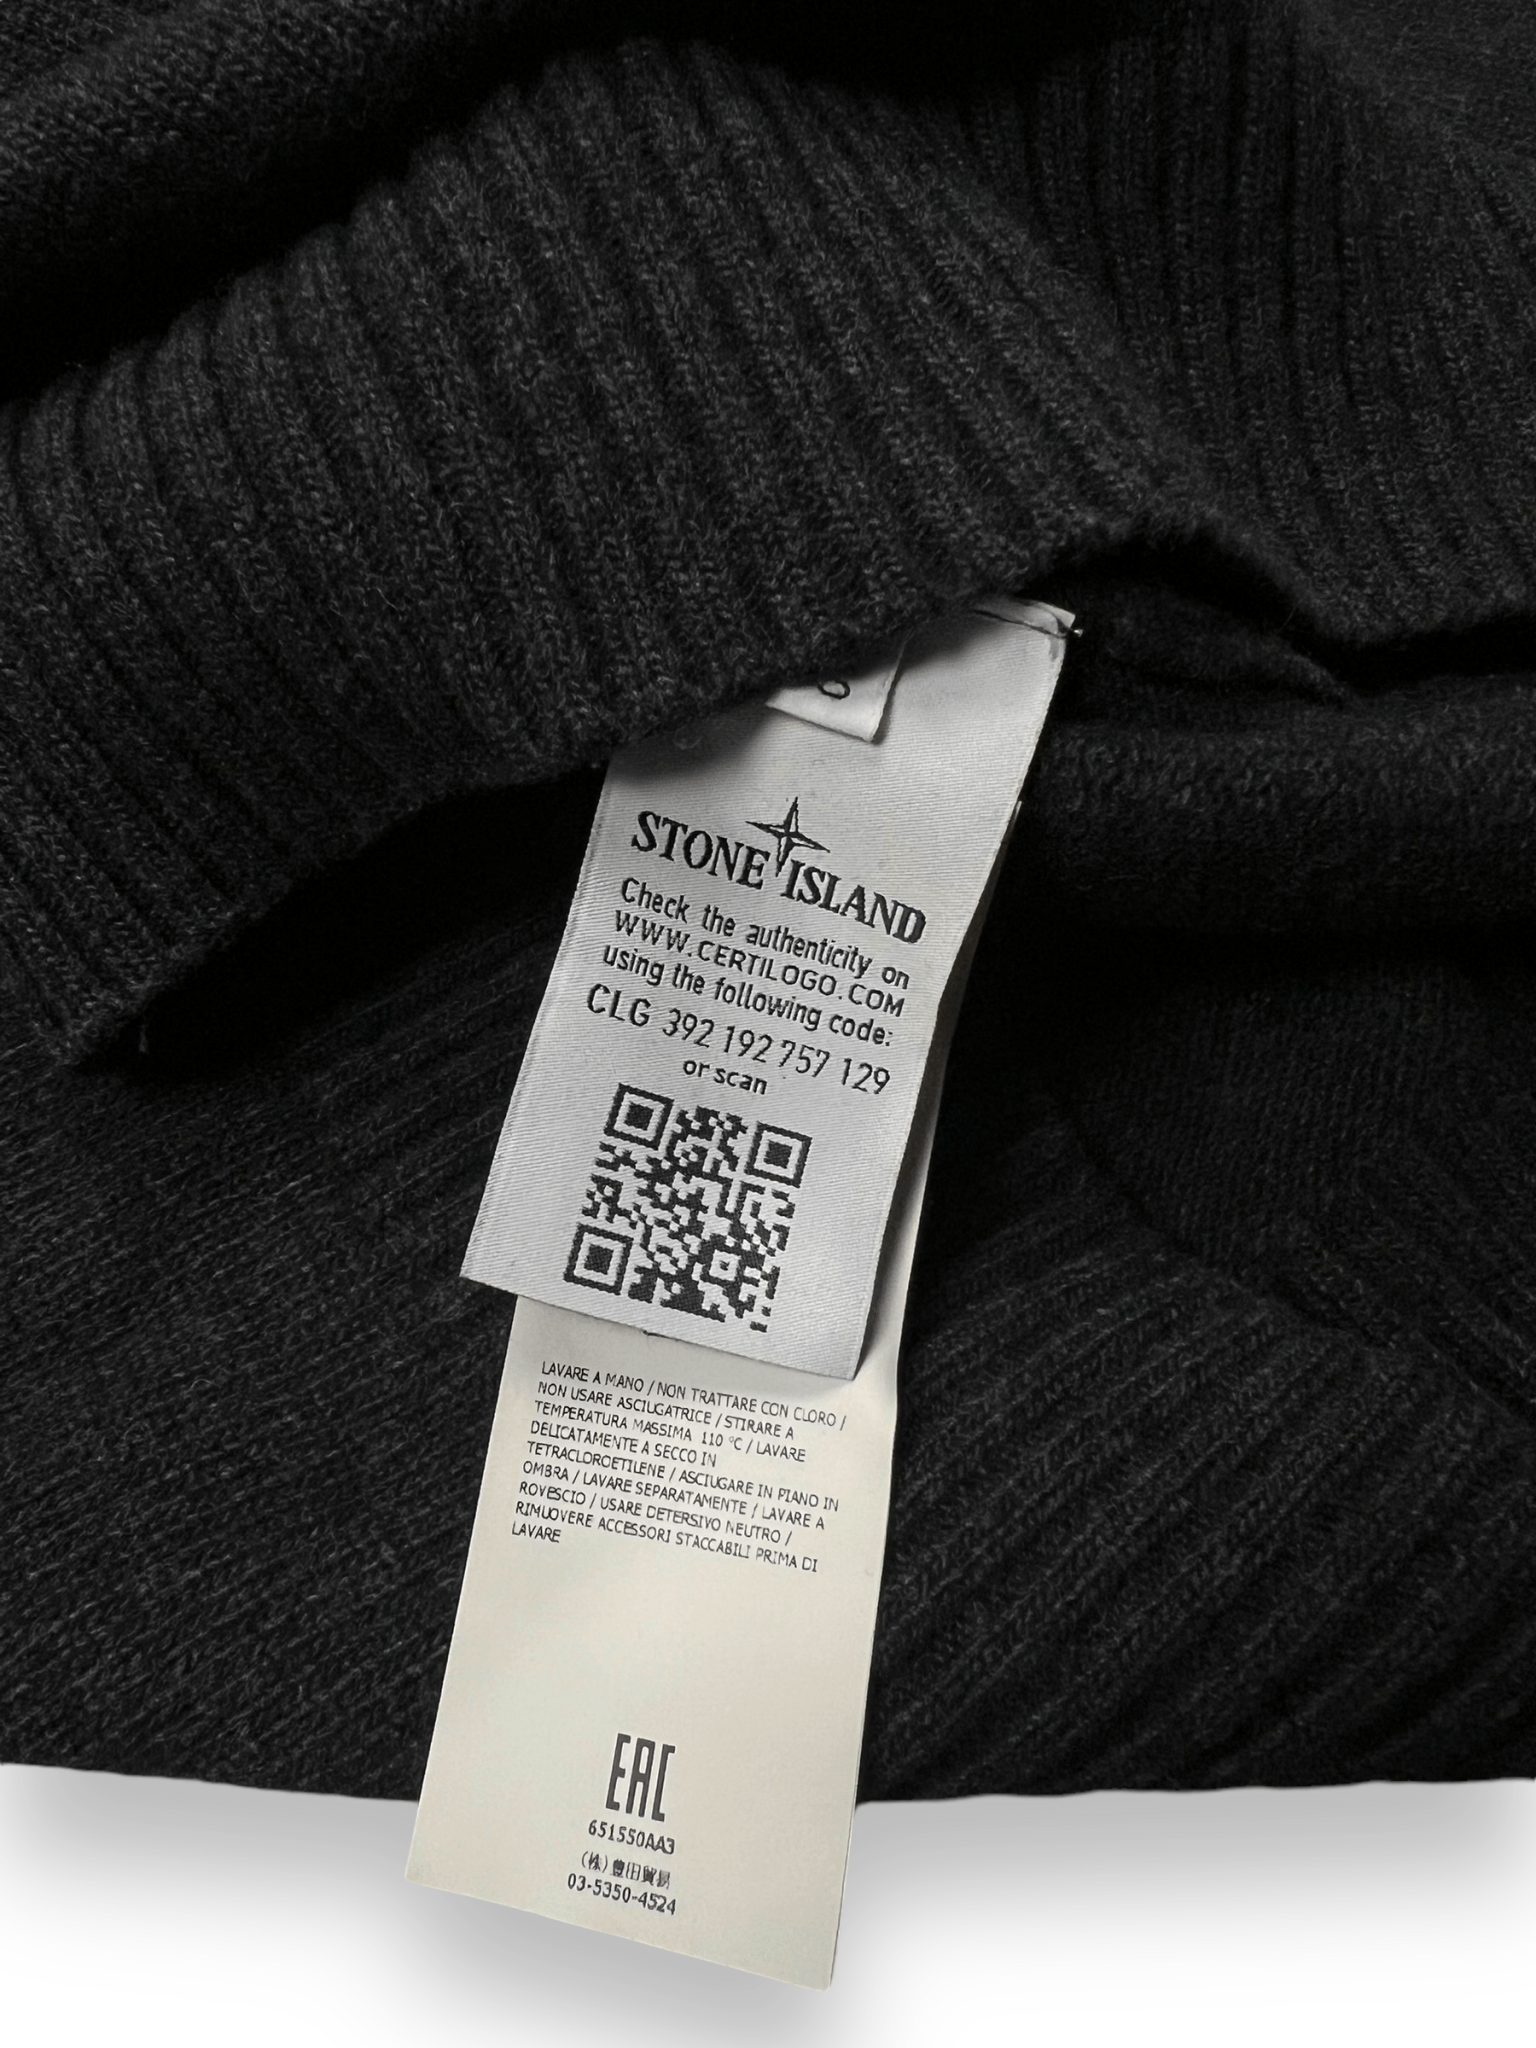 STONE ISLAND
Check the authenticity on
WWW.CERTILOGO.COM
using the following code:
CLG 392 192 757 129
or scan
LAVARE A MANO / NON TRATTARE CON CLORO /
NON USARE ASCIUGATRICE / STIRARE A
TEMPERATURA MASSIMA 110 °C / LAVARE
DELICATAMENTE A SECCO IN
TETRACLOROETILENE / ASCIUGARE IN PIANO IN
OMBRA / LAVARE SEPARATAMENTE / LAVARE A
ROVESCIO / USARE DETERSIVO NEUTRO /
RIMUOVERE ACCESSORI STACCABILI PRIMA DI
LAVARE
EAC
651550AA3
(株)豊田貿易
03-5350-4524